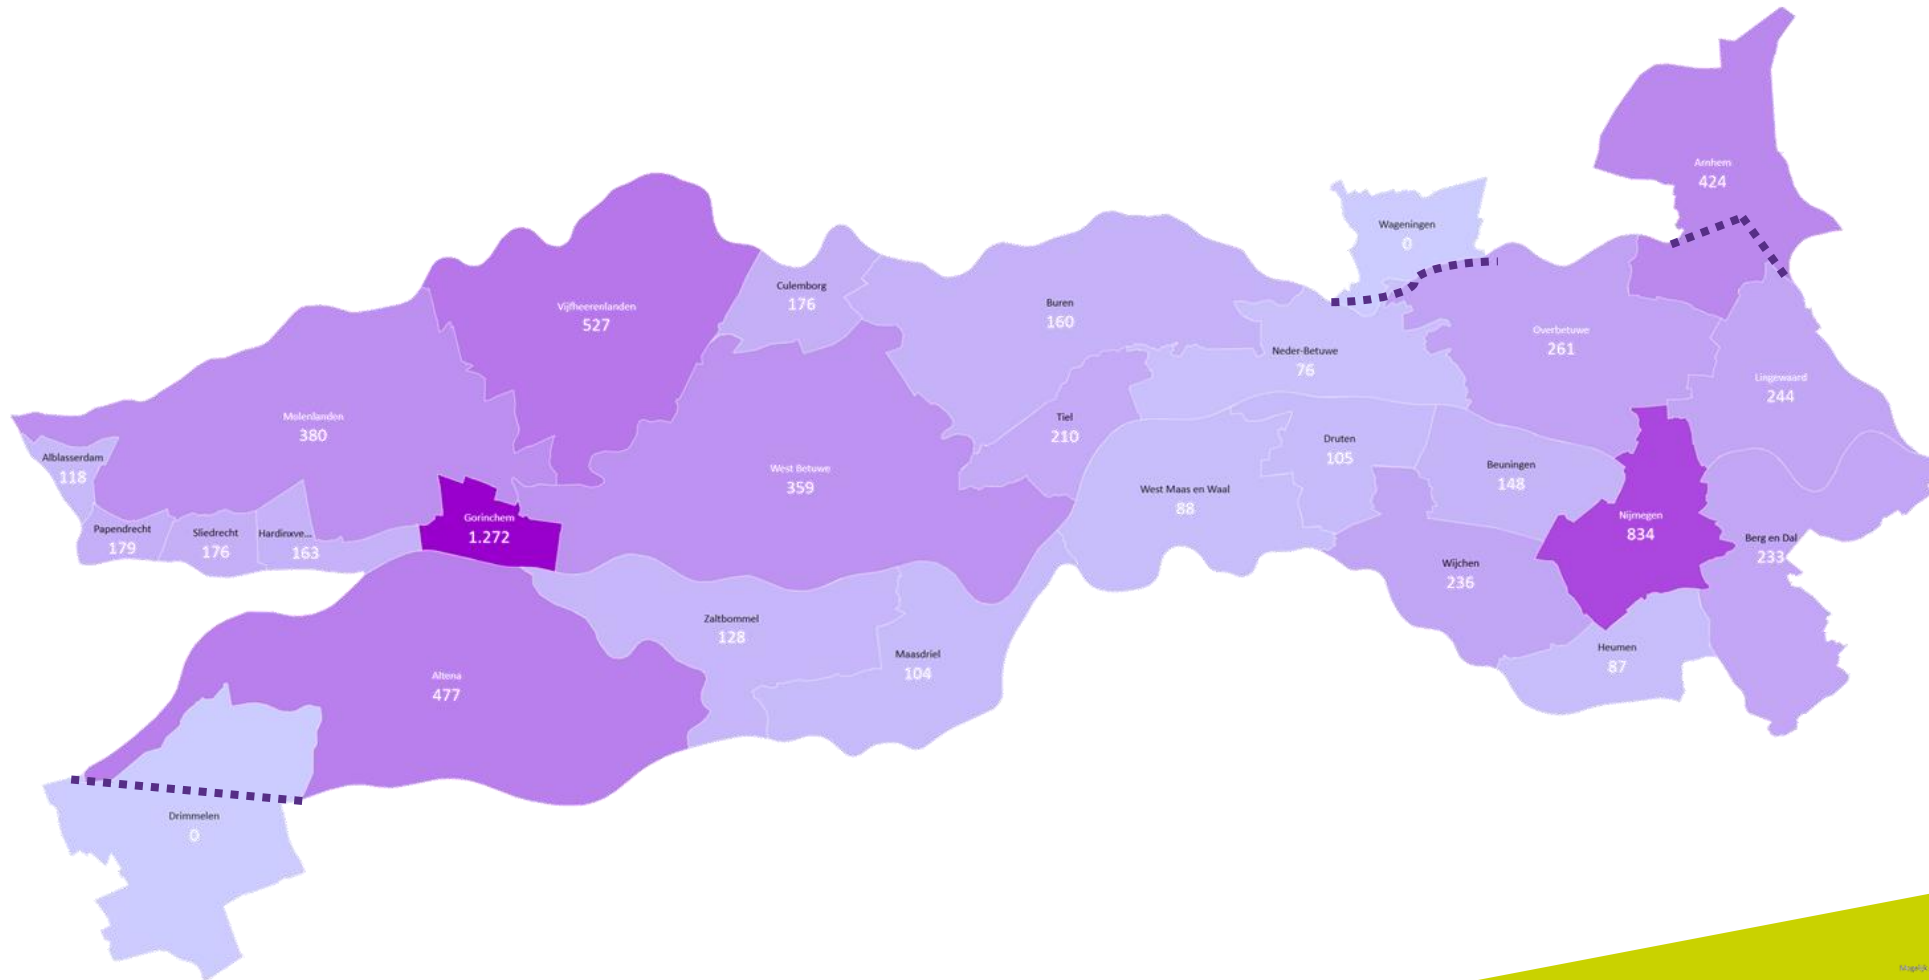 Arnhem
424
Wageningen
0
Culemborg
176
Vijfheerenlanden
527
Buren
160
Overbetuwe
261
Neder-Betuwe
76
Lingewaard
244
Molenlanden
380
Tiel
210
Druten
105
Alblasserdam
118
West Betuwe
359
Beuningen
148
West Maas en Waal
88
Gorinchem
1.272
Nijmegen
834
Papendrecht
179
Sliedrecht
176
Hardinxve...
163
Berg en Dal
233
Wijchen
236
Zaltbommel
128
Heumen
87
Maasdriel
104
Altena
477
Drimmelen
0